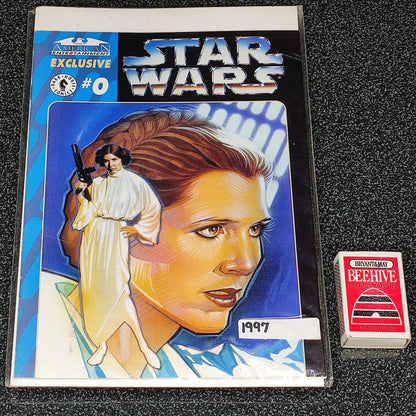 AMERICAN
ENTERTAINMENT
EXCLUSIVE
#0
STAR
WARS
1997
BRYANT&MAY
BEEHIVE